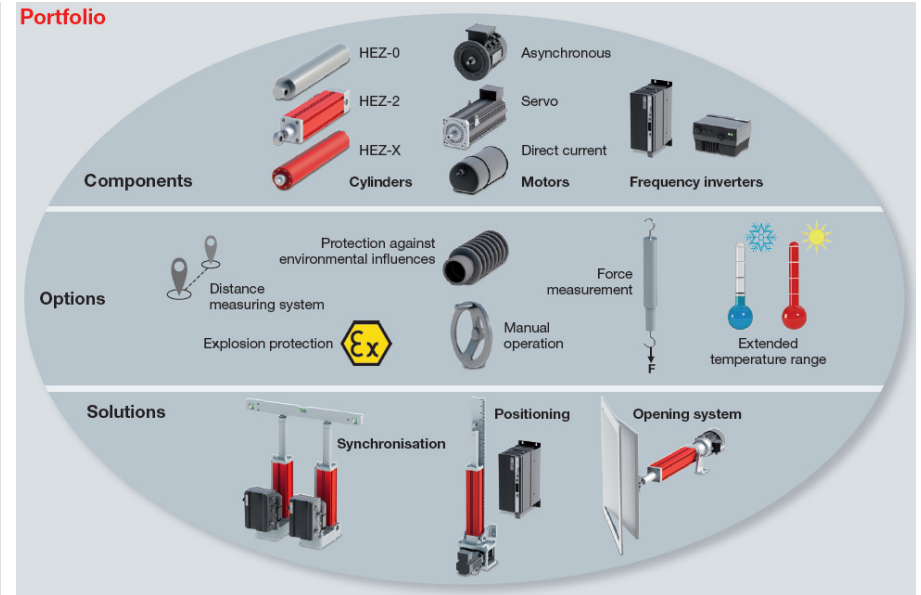 Portfolio
HEZ-0
HEZ-2
HEZ-X
Cylinders
Asynchronous
Servo
Direct current
Motors
Frequency inverters
Components
Options
Distance
measuring system
Protection against
environmental influences
Explosion protection
Ex
Manual
operation
Force
measurement
F
Extended
temperature range
Solutions
Synchronisation
Positioning
Opening system